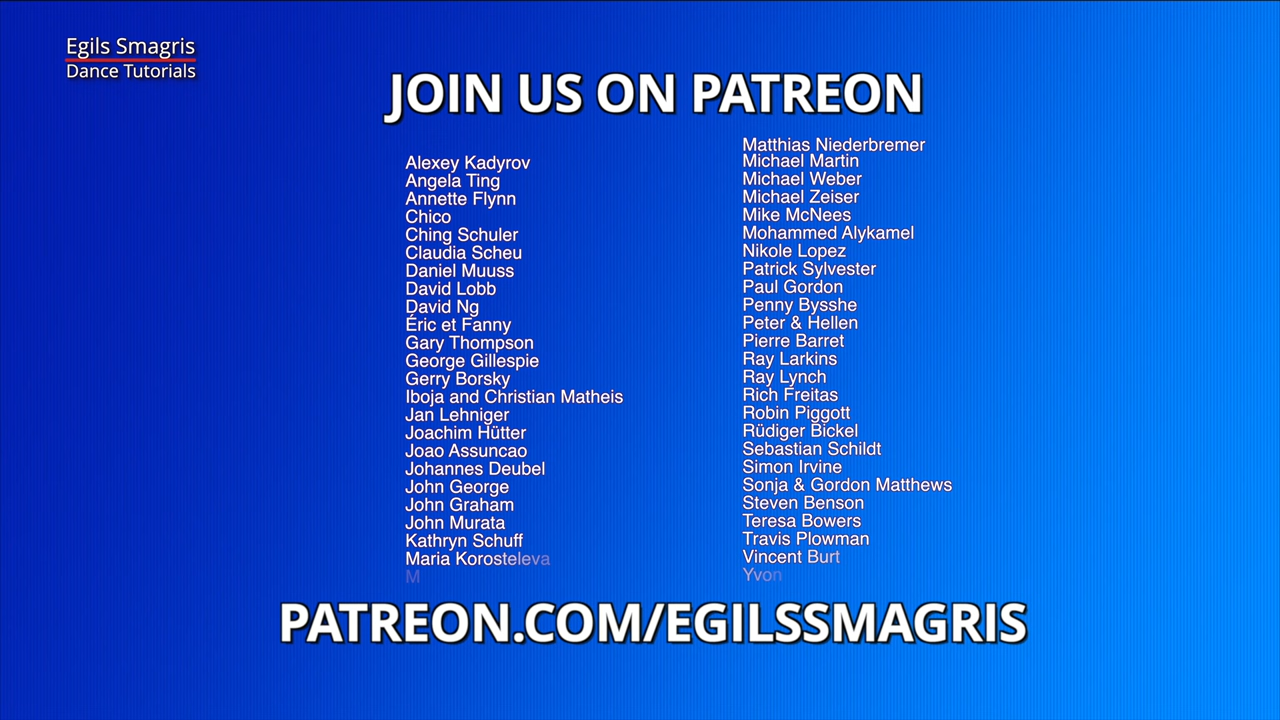 Egils Smagris
Dance Tutorials
JOIN US ON PATREON
Alexey Kadyrov
Angela Ting
Annette Flynn
Chico
Ching Schuler
Claudia Scheu
Daniel Muuss
David Lobb
David Ng
Éric et Fanny
Gary Thompson
George Gillespie
Gerry Borsky
Iboja and Christian Matheis
Jan Lehniger
Joachim Hütter
Joao Assuncao
Johannes Deubel
John George
John Graham
John Murata
Kathryn Schuff
Maria Korosteleva
M
Matthias Niederbremer
Michael Martin
Michael Weber
Michael Zeiser
Mike McNees
Mohammed Alykamel
Nikole Lopez
Patrick Sylvester
Paul Gordon
Penny Bysshe
Peter & Hellen
Pierre Barret
Ray Larkins
Ray Lynch
Rich Freitas
Robin Piggott
Rüdiger Bickel
Sebastian Schildt
Simon Irvine
Sonja & Gordon Matthews
Steven Benson
Teresa Bowers
Travis Plowman
Vincent Burt
Yvon
PATREON.COM/EGILSSMAGRIS